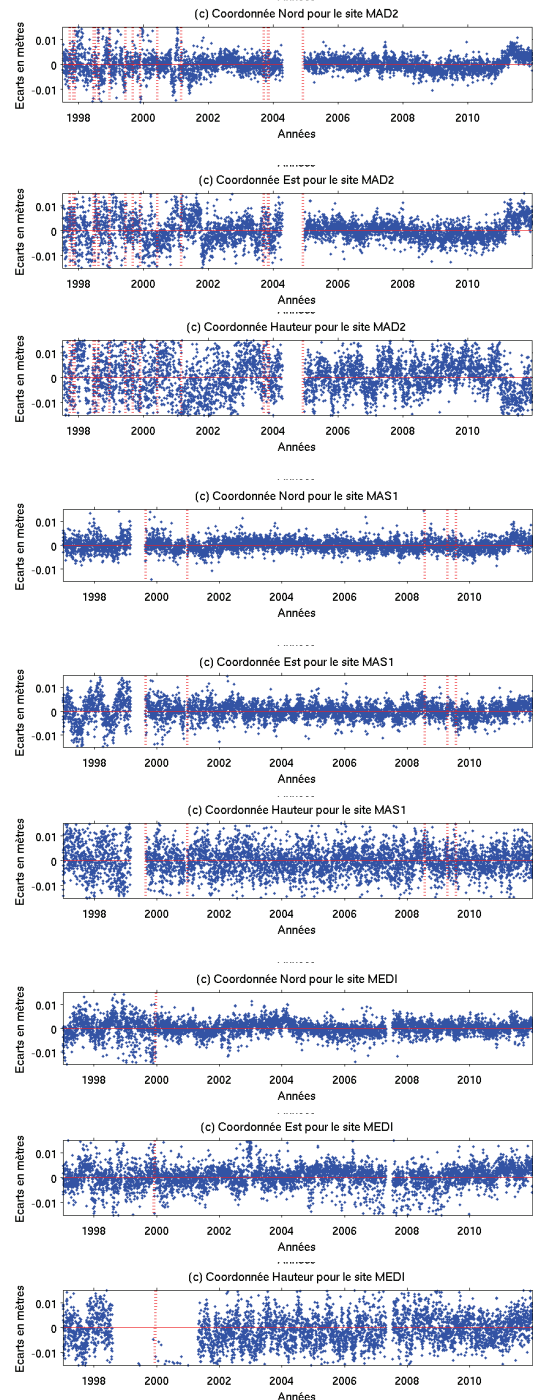 (c) Coordonnée Nord pour le site MAD2
Ecarts en mètres
0.01
0
-0.01
1998 2000 2002 2004 2006 2008 2010
Années
(c) Coordonnée Est pour le site MAD2
Ecarts en mètres
0.01
0
-0.01
1998 2000 2002 2004 2006 2008 2010
Années
(c) Coordonnée Hauteur pour le site MAD2
Ecarts en mètres
0.01
0
-0.01
1998 2000 2002 2004 2006 2008 2010
Années
(c) Coordonnée Nord pour le site MAS1
Ecarts en mètres
0.01
0
-0.01
1998 2000 2002 2004 2006 2008 2010
Années
(c) Coordonnée Est pour le site MAS1
Ecarts en mètres
0.01
0
-0.01
1998 2000 2002 2004 2006 2008 2010
Années
(c) Coordonnée Hauteur pour le site MAS1
Ecarts en mètres
0.01
0
-0.01
1998 2000 2002 2004 2006 2008 2010
Années
(c) Coordonnée Nord pour le site MEDI
Ecarts en mètres
0.01
0
-0.01
1998 2000 2002 2004 2006 2008 2010
Années
(c) Coordonnée Est pour le site MEDI
Ecarts en mètres
0.01
0
-0.01
1998 2000 2002 2004 2006 2008 2010
Années
(c) Coordonnée Hauteur pour le site MEDI
Ecarts en mètres
0.01
0
-0.01
1998 2000 2002 2004 2006 2008 2010
Années